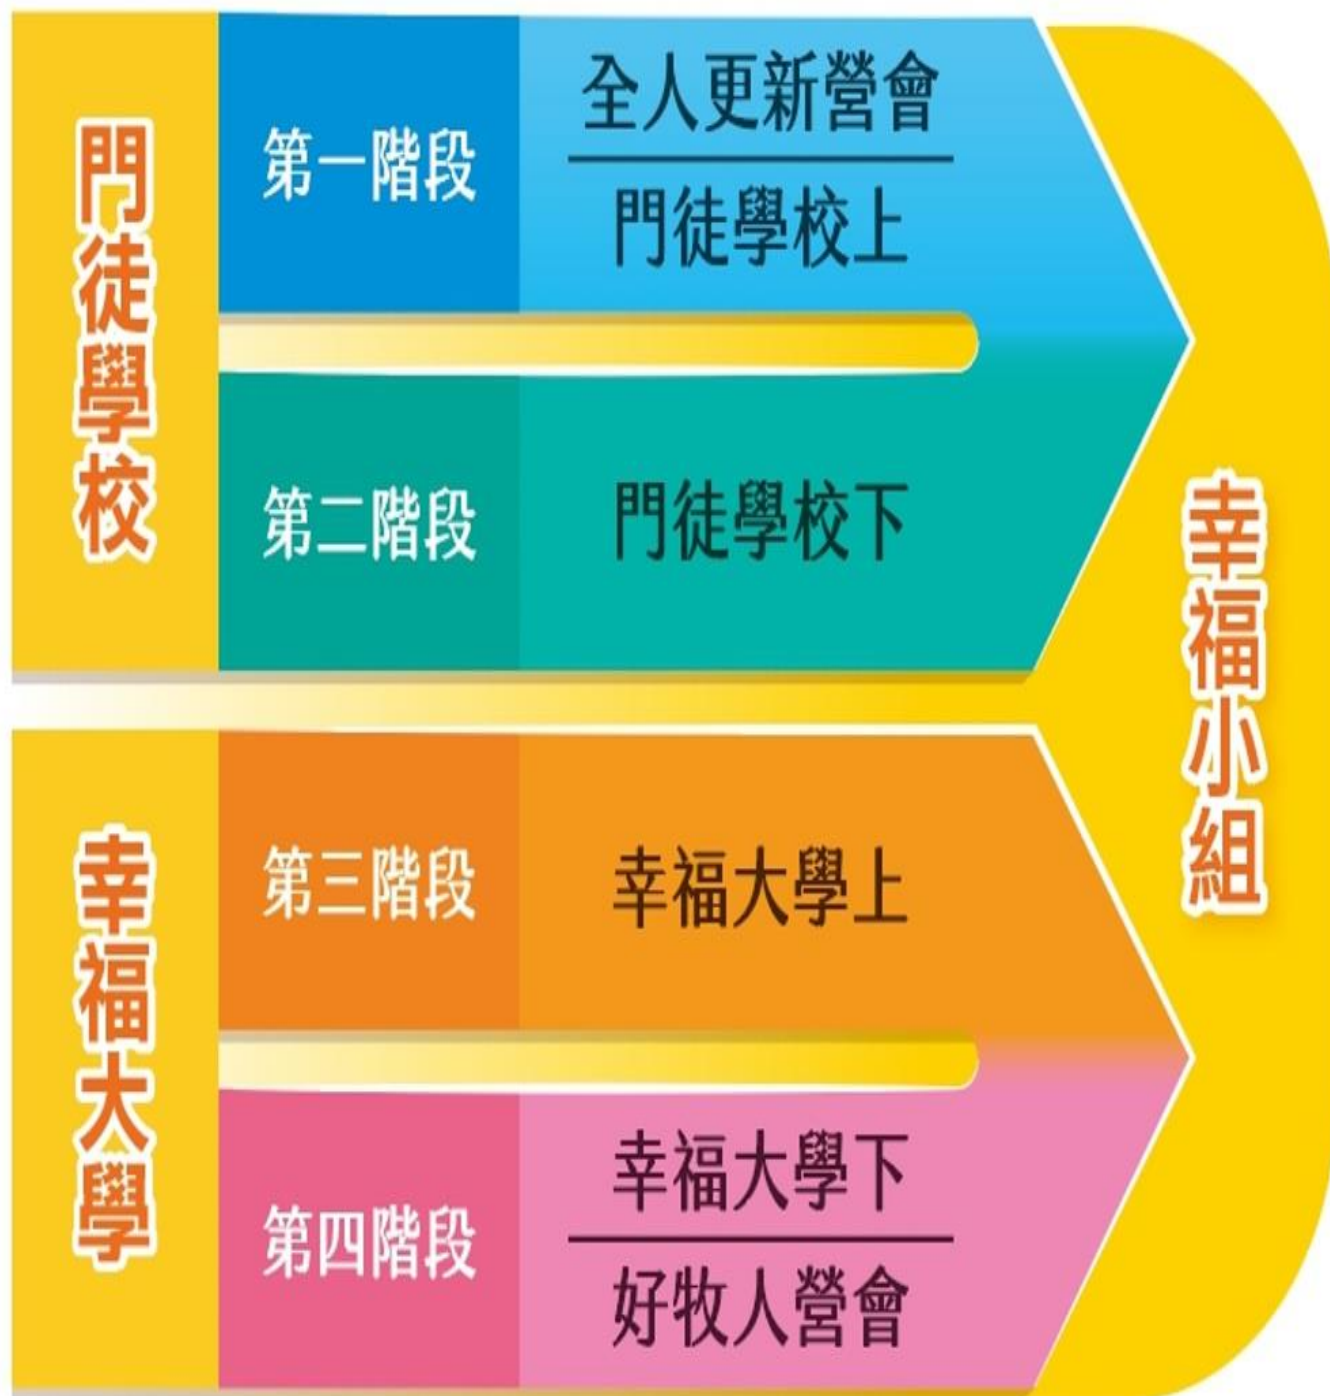 門徒學校
第一階段
全人更新營會
門徒學校上
第二階段
門徒學校下
幸福大學
第三階段
幸福大學上
第四階段
幸福大學下
好牧人營會
幸福小組